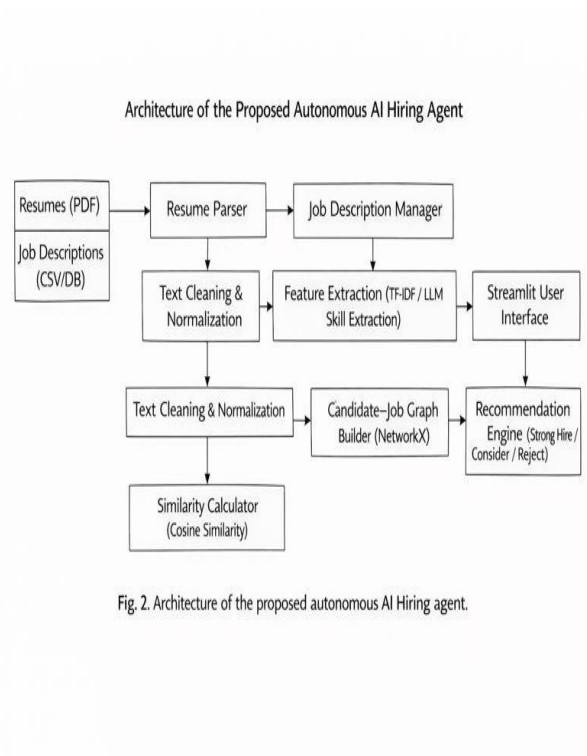 Architecture of the Proposed Autonomous AI Hiring Agent
Resumes (PDF)
Job Descriptions
(CSV/DB)
Resume Parser
Job Description Manager
Text Cleaning &
Normalization
Feature Extraction (TF-IDF / LLM
Skill Extraction)
Streamlit User
Interface
Text Cleaning & Normalization
Candidate–Job Graph
Builder (NetworkX)
Recommendation
Engine (Strong Hire /
Consider / Reject)
Similarity Calculator
(Cosine Similarity)
Fig. 2. Architecture of the proposed autonomous AI Hiring agent.